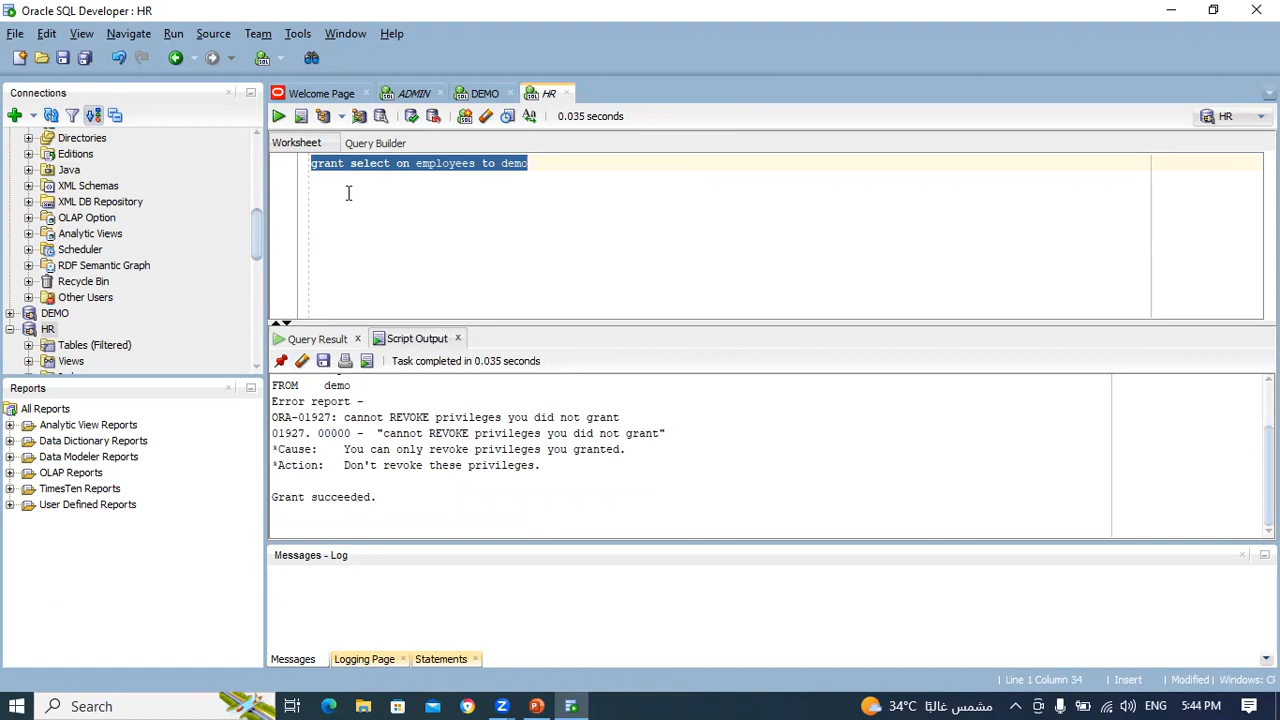 Oracle SQL Developer: HR
File Edit View Navigate Run Source Team Tools Window Help
Connections
Welcome Page ADMIN DEMO HR
0.035 seconds
HR
Worksheet Query Builder
Directories
Editions
Java
XML Schemas
XML DB Repository
OLAP Option
Analytic Views
Scheduler
RDF Semantic Graph
Recycle Bin
Other Users
DEMO
HR
Tables (Filtered)
Views
grant select on employees to demo
Query Result Script Output
Task completed in 0.035 seconds
FROM demo
Error report -
ORA-01927: cannot REVOKE privileges you did not grant
01927. 00000 - "cannot REVOKE privileges you did not grant"
*Cause: You can only revoke privileges you granted.
*Action: Don't revoke these privileges.
Grant succeeded.
Reports
All Reports
Analytic View Reports
Data Dictionary Reports
Data Modeler Reports
OLAP Reports
TimesTen Reports
User Defined Reports
Messages - Log
Messages Logging Page Statements
Line 1 Column 34 Insert Modified Windows: CF
Search
34°C مشمس غالبًا ENG 5:44 PM